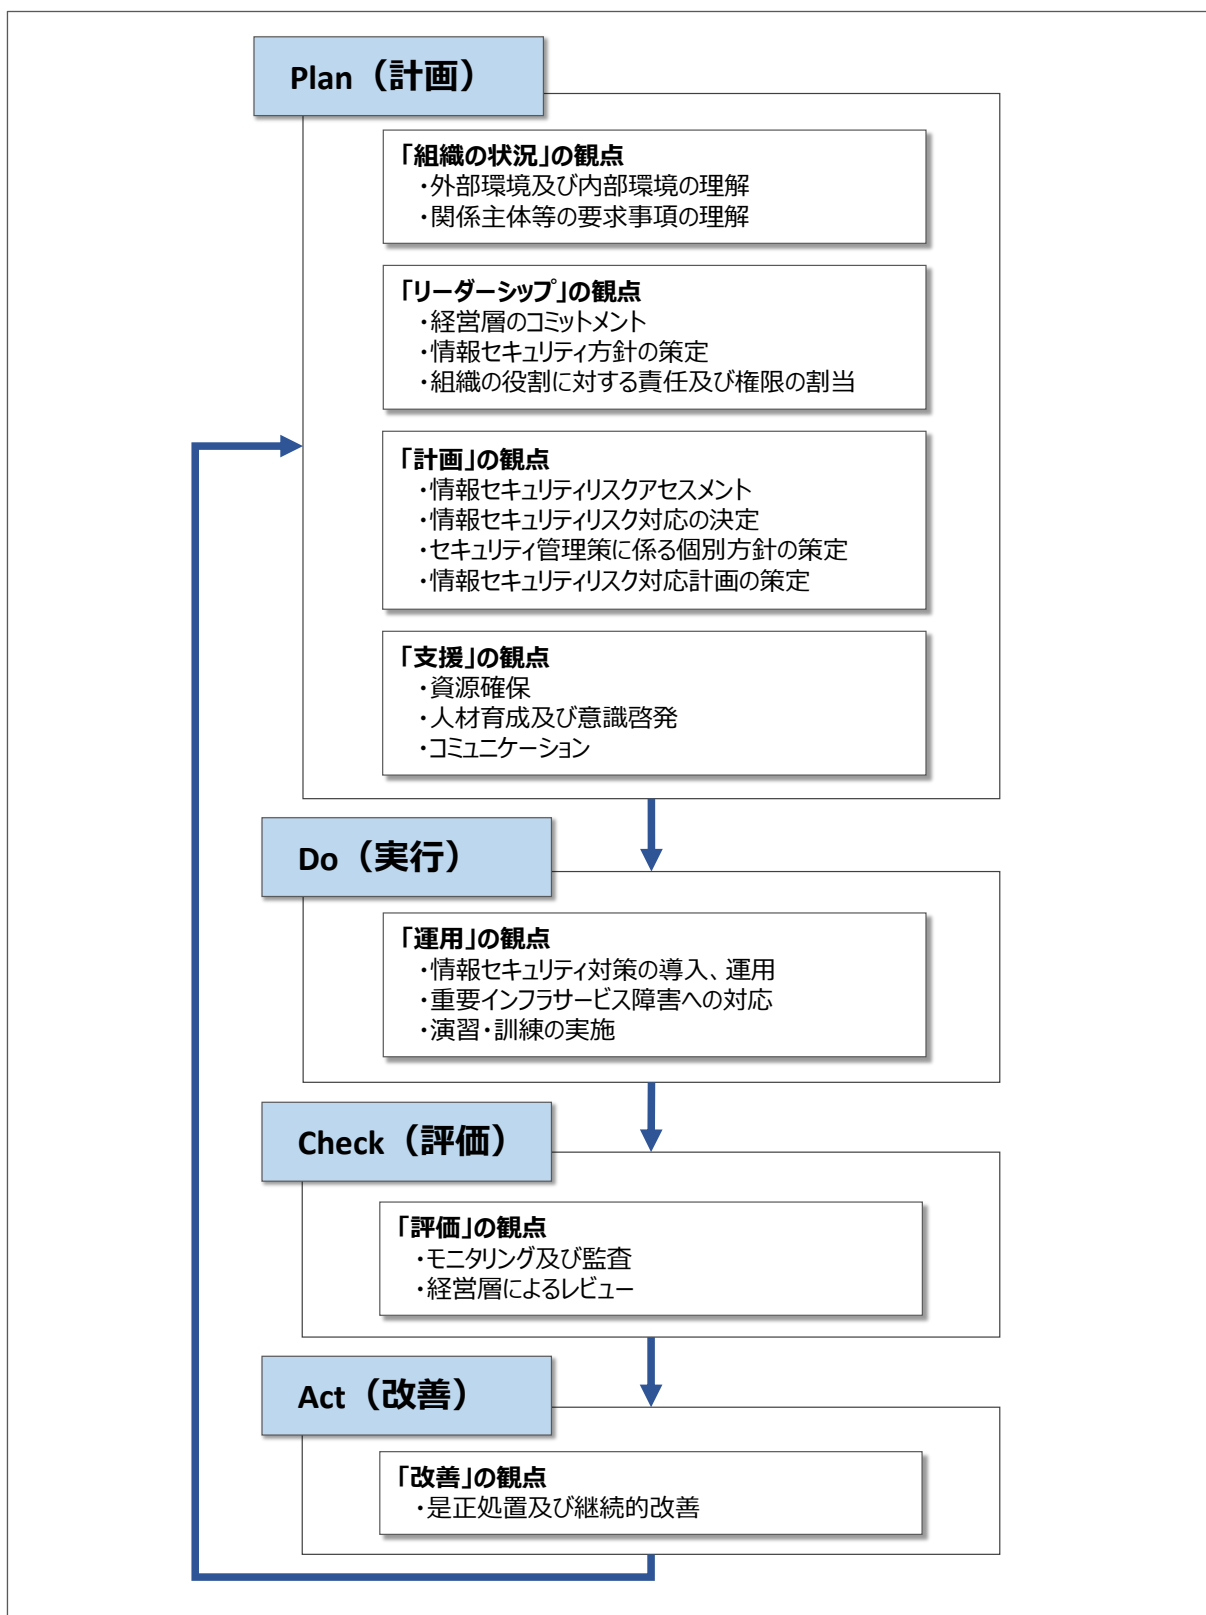 Plan（計画）
「組織の状況」の観点
・外部環境及び内部環境の理解
・関係主体等の要求事項の理解
「リーダーシップ」の観点
・経営層のコミットメント
・情報セキュリティ方針の策定
・組織の役割に対する責任及び権限の割当
「計画」の観点
・情報セキュリティリスクアセスメント
・情報セキュリティリスク対応の決定
・セキュリティ管理策に係る個別方針の策定
・情報セキュリティリスク対応計画の策定
「支援」の観点
・資源確保
・人材育成及び意識啓発
・コミュニケーション
Do（実行）
「運用」の観点
・情報セキュリティ対策の導入、運用
・重要インフラサービス障害への対応
・演習・訓練の実施
Check（評価）
「評価」の観点
・モニタリング及び監査
・経営層によるレビュー
Act（改善）
「改善」の観点
・是正処置及び継続的改善